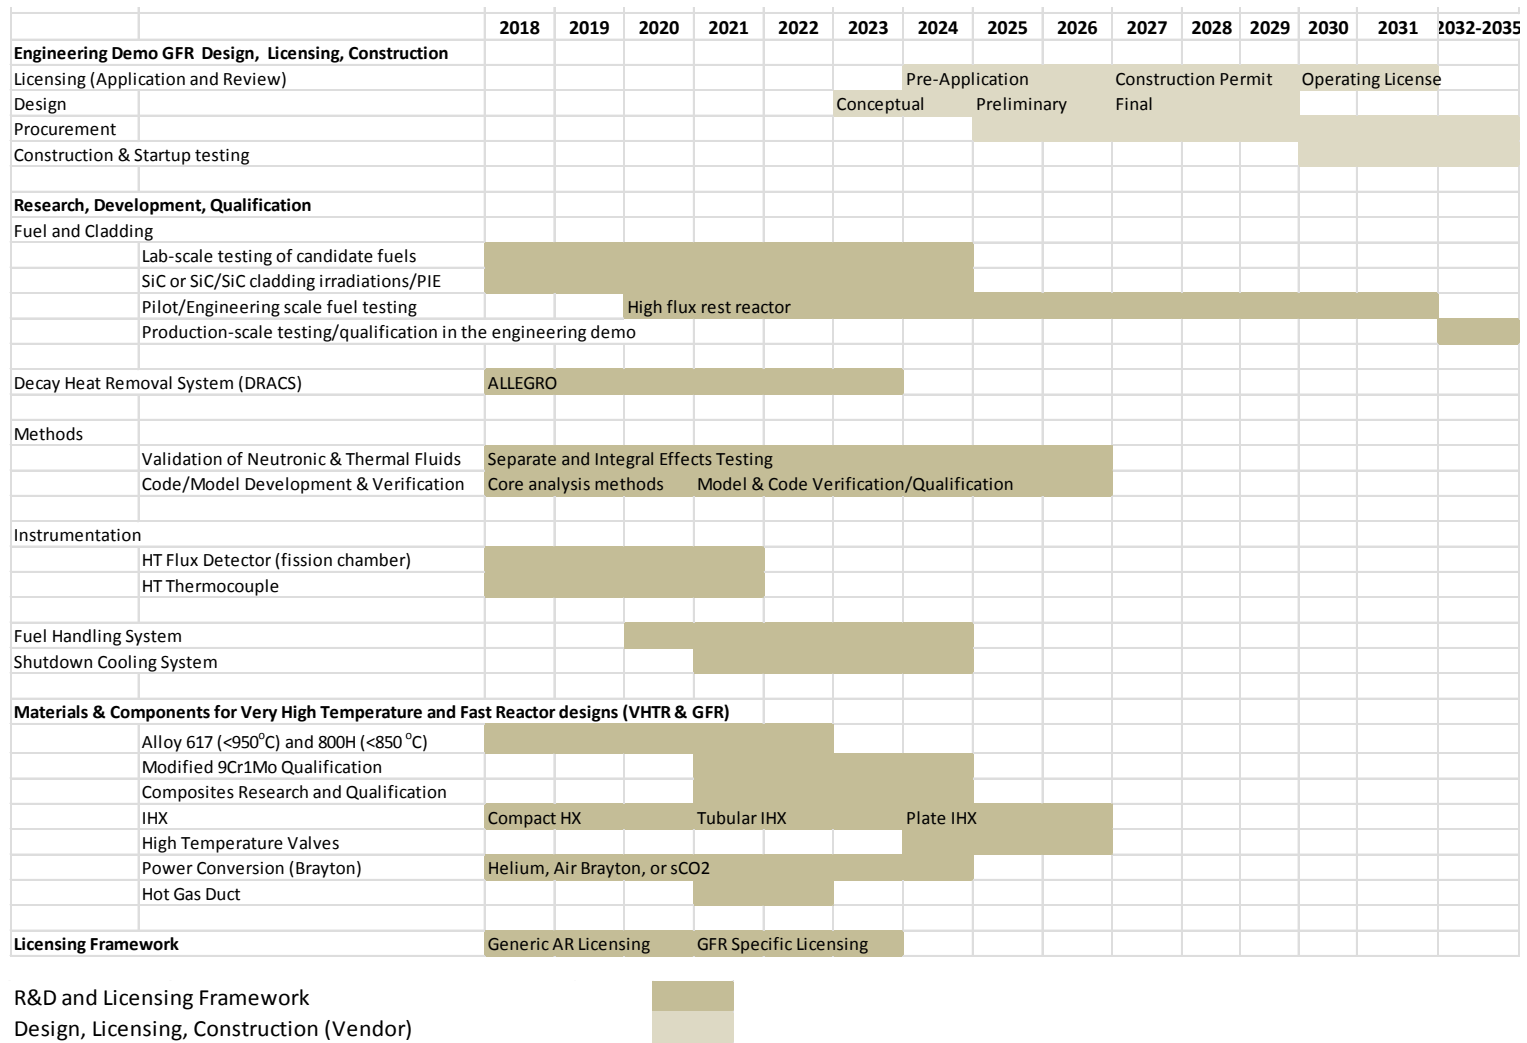 2018 2019 2020 2021 2022 2023 2024 2025 2026 2027 2028 2029 2030 2031 2032-2035
Engineering Demo GFR Design, Licensing, Construction
Licensing (Application and Review) Pre-Application Construction Permit Operating License
Design Conceptual Preliminary Final
Procurement
Construction & Startup testing
Research, Development, Qualification
Fuel and Cladding
Lab-scale testing of candidate fuels
SiC or SiC/SiC cladding irradiations/PIE
Pilot/Engineering scale fuel testing High flux rest reactor
Production-scale testing/qualification in the engineering demo
Decay Heat Removal System (DRACS) ALLEGRO
Methods
Validation of Neutronic & Thermal Fluids Separate and Integral Effects Testing
Code/Model Development & Verification Core analysis methods Model & Code Verification/Qualification
Instrumentation
HT Flux Detector (fission chamber)
HT Thermocouple
Fuel Handling System
Shutdown Cooling System
Materials & Components for Very High Temperature and Fast Reactor designs (VHTR & GFR)
Alloy 617 (<950°C) and 800H (<850 °C)
Modified 9Cr1Mo Qualification
Composites Research and Qualification
IHX Compact HX Tubular IHX Plate IHX
High Temperature Valves
Power Conversion (Brayton) Helium, Air Brayton, or sCO2
Hot Gas Duct
Licensing Framework Generic AR Licensing GFR Specific Licensing
R&D and Licensing Framework
Design, Licensing, Construction (Vendor)